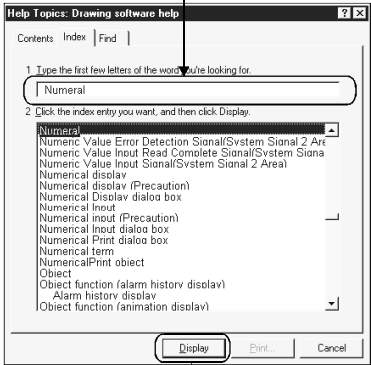 Help Topics: Drawing software help
Contents Index Find
1 Type the first few letters of the word you're looking for.
Numeral
2 Click the index entry you want, and then click Display.
Numeral
Numeric Value Error Detection Signal(System Signal 2 Are
Numeric Value Input Read Complete Signal(System Signa
Numeric Value Input Signal(System Signal 2 Area)
Numerical display
Numerical display (Precaution)
Numerical Display dialog box
Numerical Input
Numerical input (Precaution)
Numerical Input dialog box
Numerical Print dialog box
Numerical term
NumericalPrint object
Object
Object function (alarm history display)
Alarm history display
Object function (animation display)
Display Print... Cancel